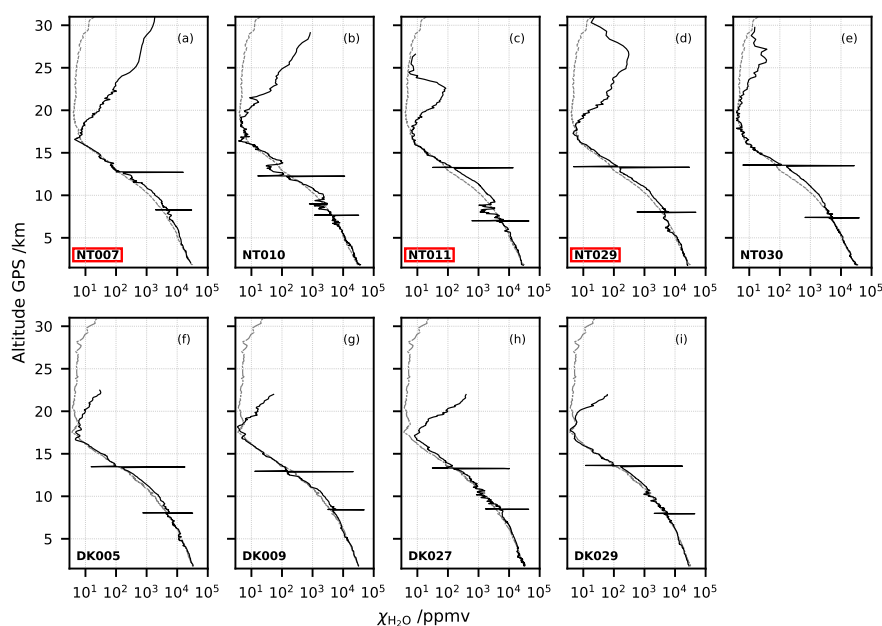 30
25
20
15
10
5
(a)
NT007
10¹ 10² 10³ 10⁴ 10⁵
(b)
NT010
10¹ 10² 10³ 10⁴ 10⁵
(c)
NT011
10¹ 10² 10³ 10⁴ 10⁵
(d)
NT029
10¹ 10² 10³ 10⁴ 10⁵
(e)
NT030
10¹ 10² 10³ 10⁴ 10⁵
Altitude GPS /km
30
25
20
15
10
5
(f)
DK005
10¹ 10² 10³ 10⁴ 10⁵
(g)
DK009
10¹ 10² 10³ 10⁴ 10⁵
(h)
DK027
10¹ 10² 10³ 10⁴ 10⁵
(i)
DK029
10¹ 10² 10³ 10⁴ 10⁵
χH₂O /ppmv